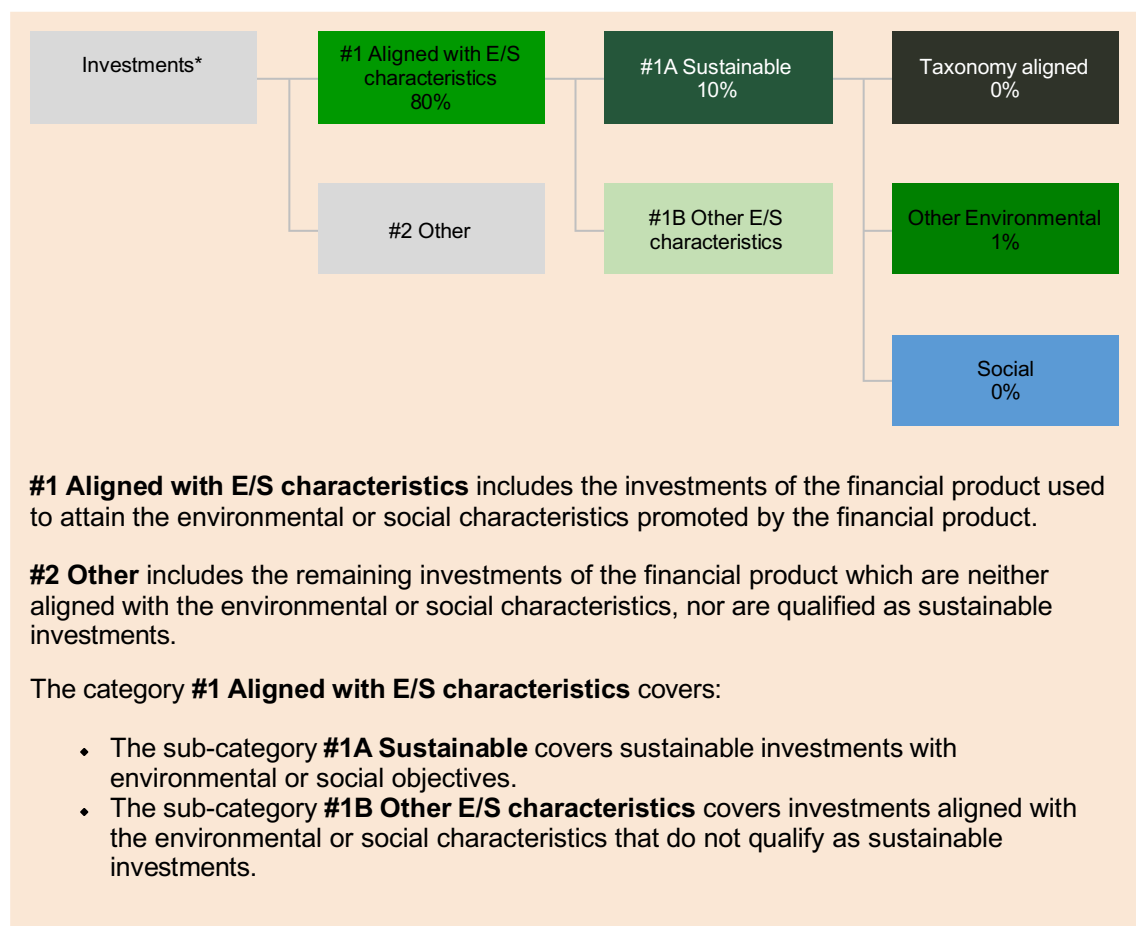 Investments*
#1 Aligned with E/S
characteristics
80%
#1A Sustainable
10%
Taxonomy aligned
0%
#2 Other
#1B Other E/S
characteristics
Other Environmental
1%
Social
0%
#1 Aligned with E/S characteristics includes the investments of the financial product used
to attain the environmental or social characteristics promoted by the financial product.
#2 Other includes the remaining investments of the financial product which are neither
aligned with the environmental or social characteristics, nor are qualified as sustainable
investments.
The category #1 Aligned with E/S characteristics covers:
The sub-category #1A Sustainable covers sustainable investments with
environmental or social objectives.
The sub-category #1B Other E/S characteristics covers investments aligned with
the environmental or social characteristics that do not qualify as sustainable
investments.